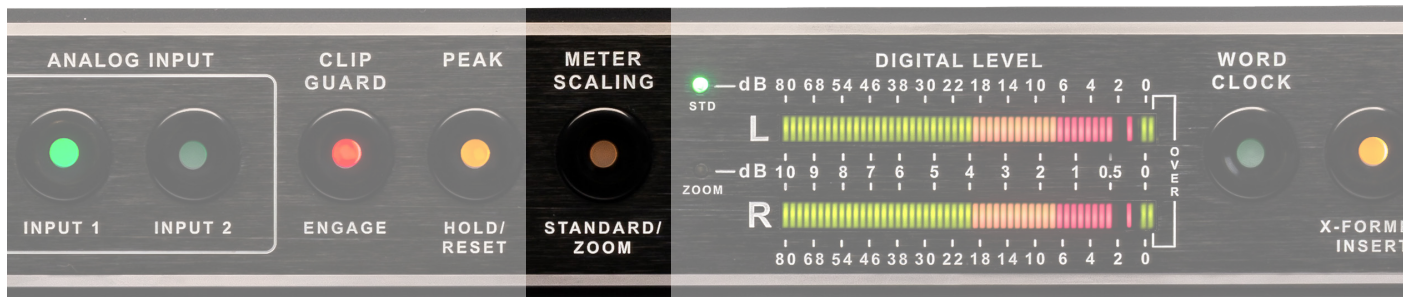 ANALOG INPUT
INPUT 1
INPUT 2
CLIP
GUARD
ENGAGE
PEAK
HOLD/
RESET
METER
SCALING
STANDARD/
ZOOM
DIGITAL LEVEL
STD
dB 80 68 54 46 38 30 22 18 14 10 6 4 2 0
L
ZOOM
dB 10 9 8 7 6 5 4 3 2 1 0.5 0
R
80 68 54 46 38 30 22 18 14 10 6 4 2 0
OVER
WORD
CLOCK
X-FORME
INSERT